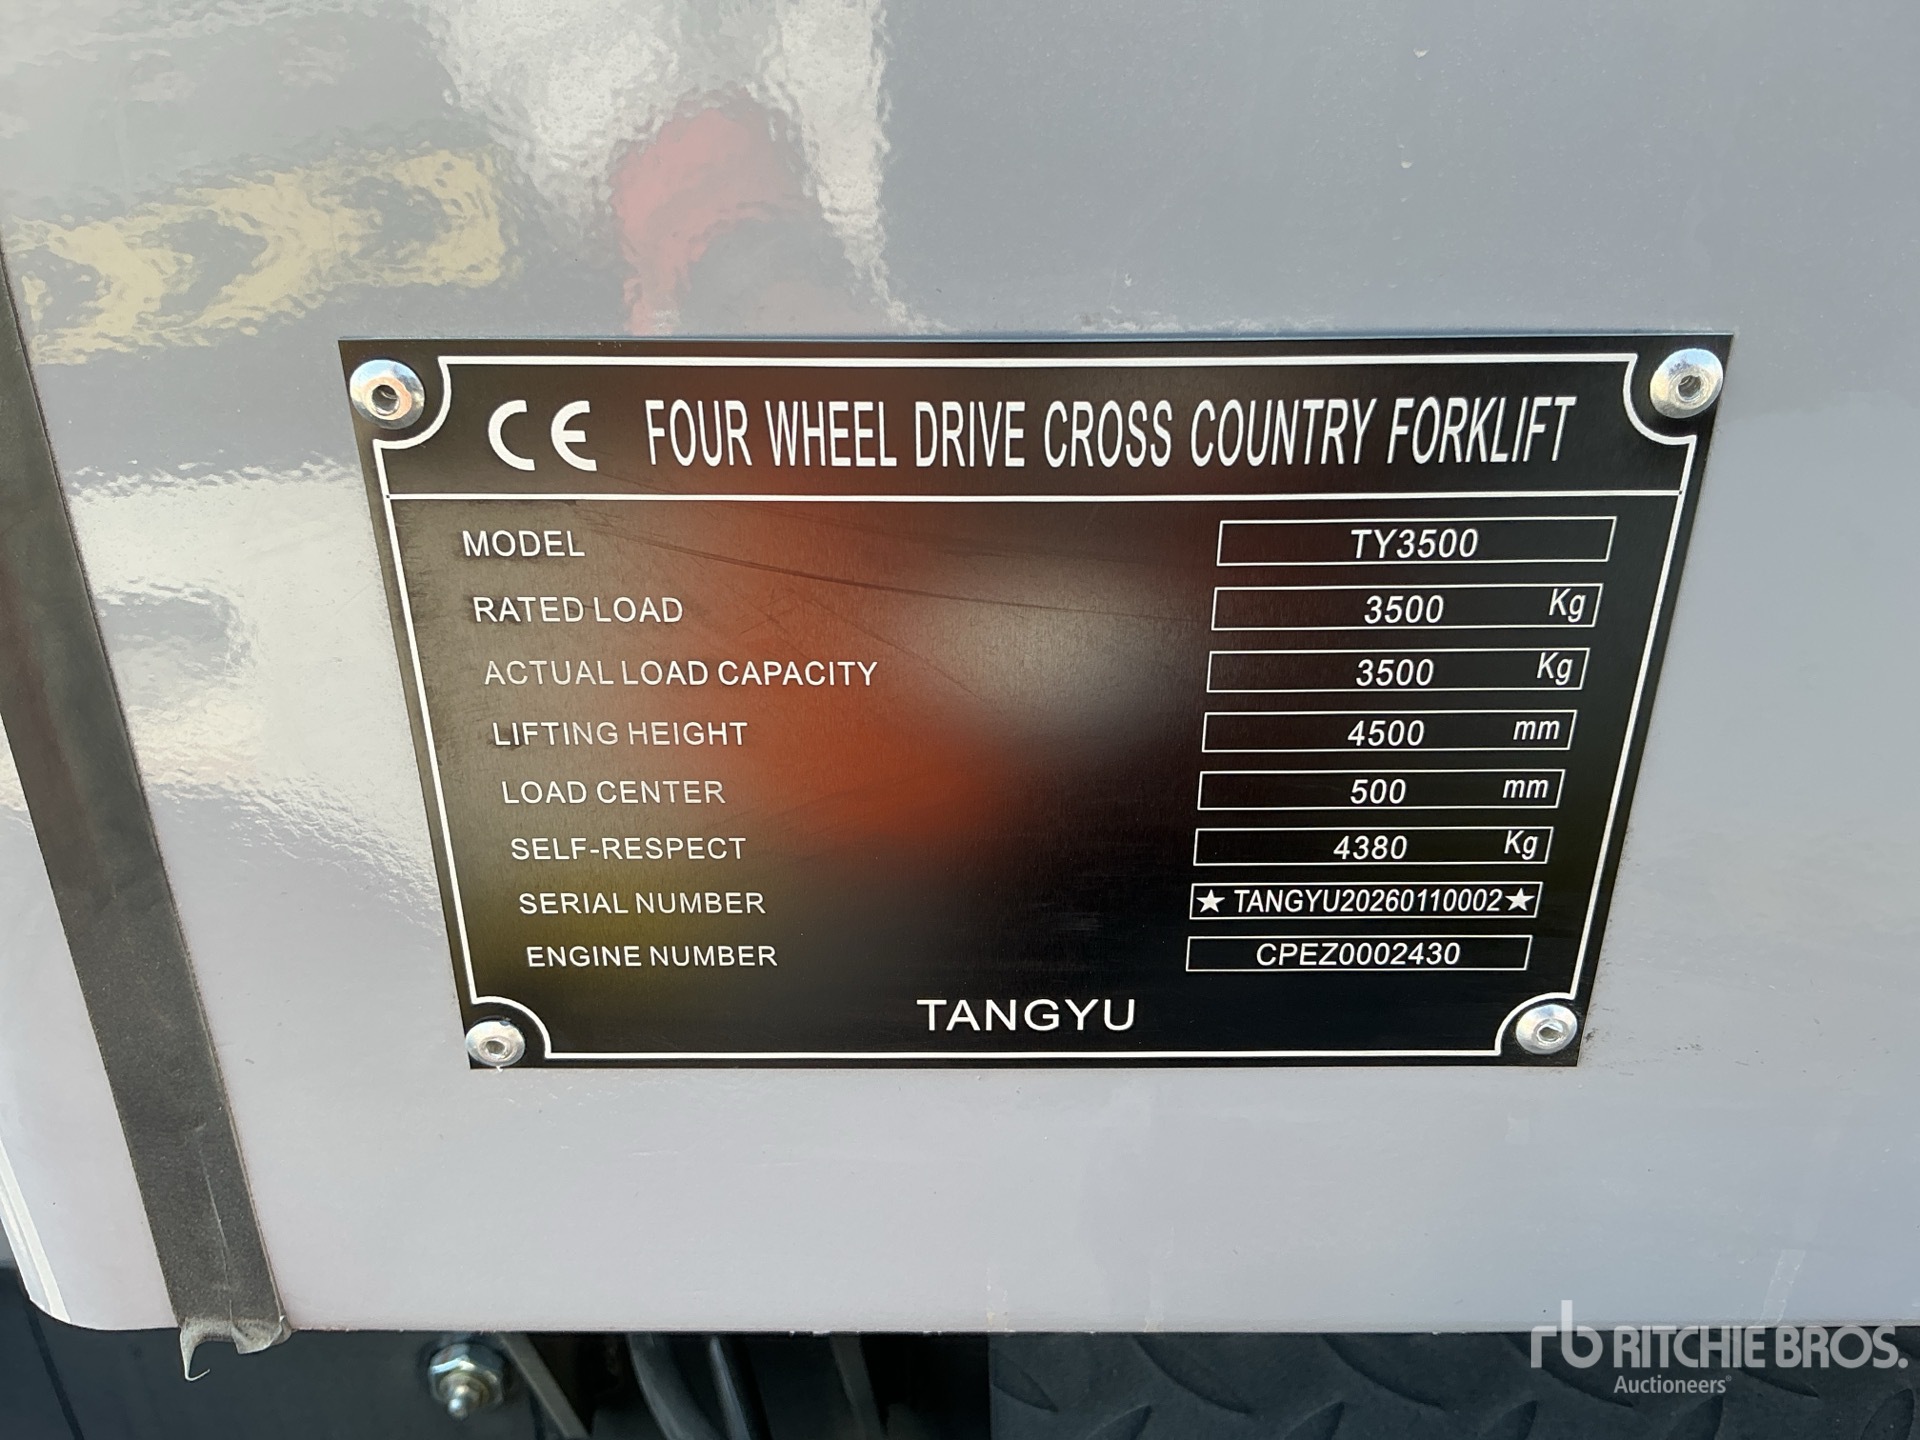 CE FOUR WHEEL DRIVE CROSS COUNTRY FORKLIFT
MODEL TY3500
RATED LOAD 3500 Kg
ACTUAL LOAD CAPACITY 3500 Kg
LIFTING HEIGHT 4500 mm
LOAD CENTER 500 mm
SELF-RESPECT 4380 Kg
SERIAL NUMBER ★TANGYU20260110002★
ENGINE NUMBER CPEZ0002430
TANGYU
rb RITCHIE BROS.
Auctioneers